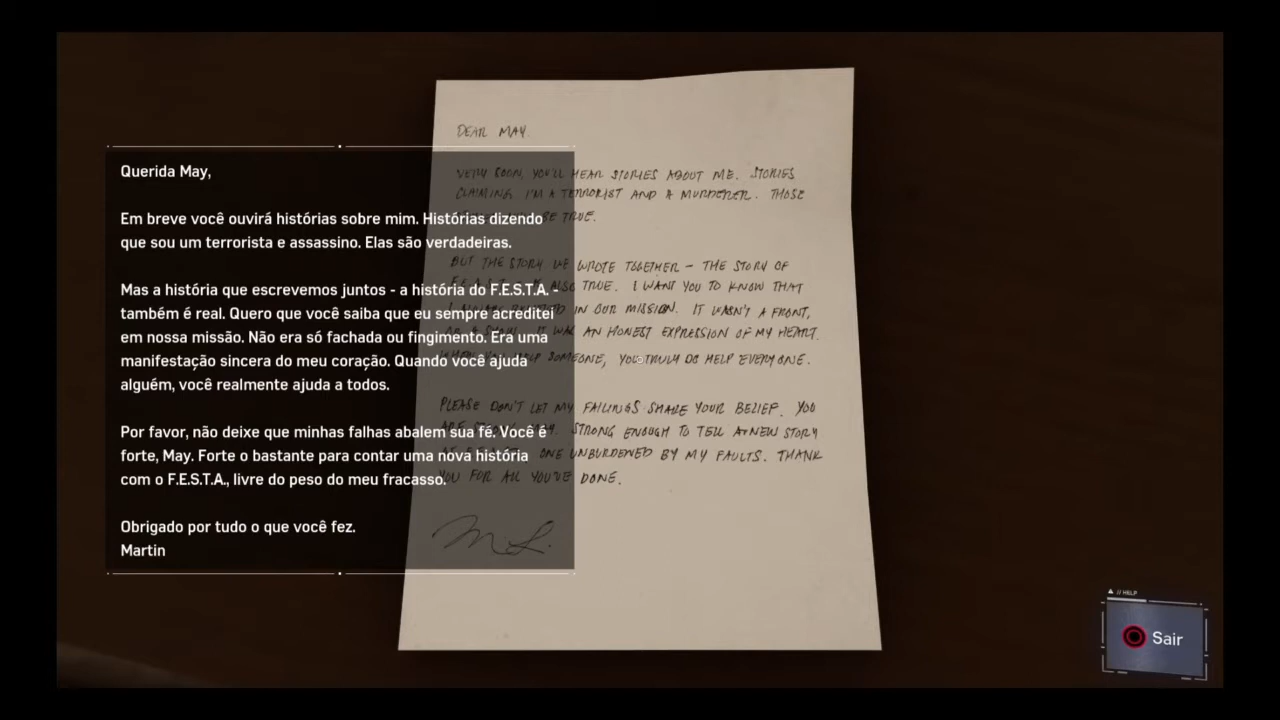 Querida May,
Em breve você ouvirá histórias sobre mim. Histórias dizendo
que sou um terrorista e assassino. Elas são verdadeiras.
Mas a história que escrevemos juntos - a história do F.E.S.T.A. -
também é real. Quero que você saiba que eu sempre acreditei
em nossa missão. Não era só fachada ou fingimento. Era uma
manifestação sincera do meu coração. Quando você ajuda
alguém, você realmente ajuda a todos.
Por favor, não deixe que minhas falhas abalem sua fé. Você é
forte, May. Forte o bastante para contar uma nova história
com o F.E.S.T.A., livre do peso do meu fracasso.
Obrigado por tudo o que você fez.
Martin
DEAR MAY.
VERY SOON, YOU'LL HEAR STORIES ABOUT ME. STORIES
CLAIMING I'M A TERRORIST AND A MURDERER. THOSE
BE TRUE.
BUT THE STORY WE WROTE TOGETHER - THE STORY OF
ALSO TRUE. I WANT YOU TO KNOW THAT
IN OUR MISSION. IT WASN'T A FRONT,
OR A SHOW. IT WAS AN HONEST EXPRESSION OF MY HEART.
HELP SOMEONE, YOU TRULY DO HELP EVERYONE.
PLEASE DON'T LET MY FAILINGS SHAKE YOUR BELIEF. YOU
STRONG ENOUGH TO TELL A NEW STORY
ONE UNBURDENED BY MY FAULTS. THANK
YOU FOR ALL YOU'VE DONE.
M.L.
// HELP
Sair